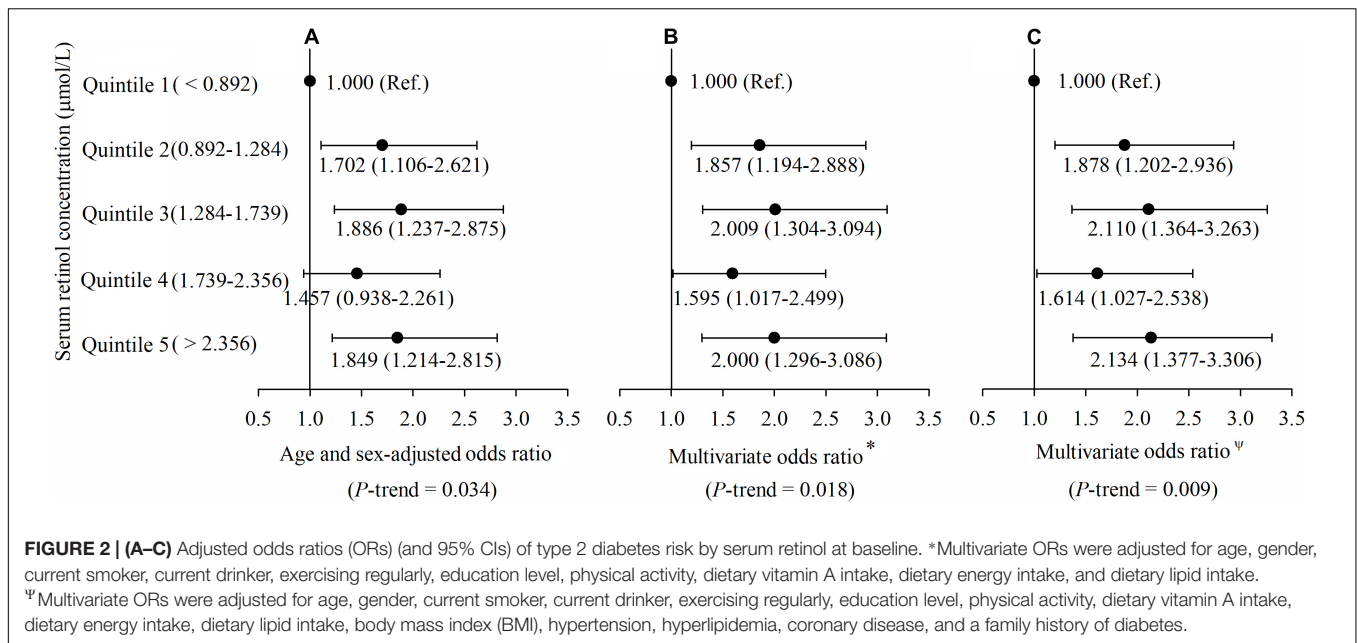 A
B
C
Serum retinol concentration (μmol/L)
Quintile 1 ( < 0.892)
1.000 (Ref.)
1.000 (Ref.)
1.000 (Ref.)
Quintile 2 (0.892-1.284)
1.702 (1.106-2.621)
1.857 (1.194-2.888)
1.878 (1.202-2.936)
Quintile 3 (1.284-1.739)
1.886 (1.237-2.875)
2.009 (1.304-3.094)
2.110 (1.364-3.263)
Quintile 4 (1.739-2.356)
1.457 (0.938-2.261)
1.595 (1.017-2.499)
1.614 (1.027-2.538)
Quintile 5 ( > 2.356)
1.849 (1.214-2.815)
2.000 (1.296-3.086)
2.134 (1.377-3.306)
0.5 1.0 1.5 2.0 2.5 3.0 3.5
0.5 1.0 1.5 2.0 2.5 3.0 3.5
0.5 1.0 1.5 2.0 2.5 3.0 3.5
Age and sex-adjusted odds ratio
Multivariate odds ratio *
Multivariate odds ratio Ψ
(P-trend = 0.034)
(P-trend = 0.018)
(P-trend = 0.009)
FIGURE 2 | (A–C) Adjusted odds ratios (ORs) (and 95% CIs) of type 2 diabetes risk by serum retinol at baseline. *Multivariate ORs were adjusted for age, gender,
current smoker, current drinker, exercising regularly, education level, physical activity, dietary vitamin A intake, dietary energy intake, and dietary lipid intake.
ΨMultivariate ORs were adjusted for age, gender, current smoker, current drinker, exercising regularly, education level, physical activity, dietary vitamin A intake,
dietary energy intake, dietary lipid intake, body mass index (BMI), hypertension, hyperlipidemia, coronary disease, and a family history of diabetes.